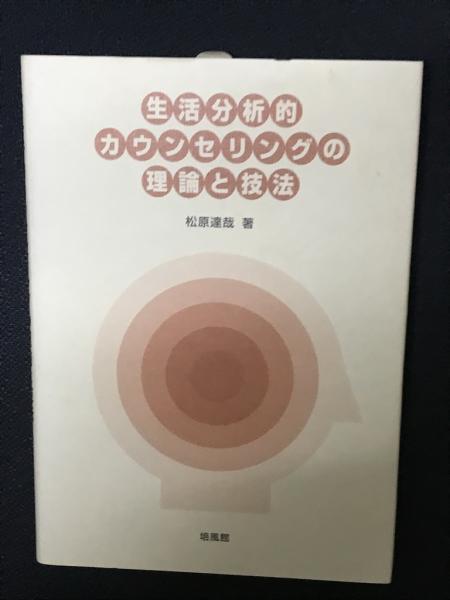 生活分析的
カウンセリングの
理論と技法
松原達哉 著
培風館